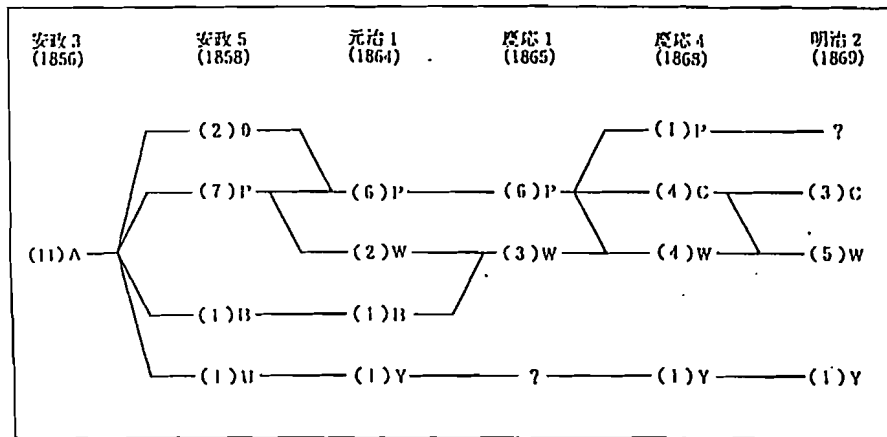 安政3 安政5 元治1 慶応1 慶応4 明治2
(1856) (1858) (1864) (1865) (1868) (1869)
(2)O (1)P ?
(7)P (6)P (6)P (4)C (3)C
(11)A (2)W (3)W (4)W (5)W
(1)B (1)B
(1)U (1)Y ? (1)Y (1)Y